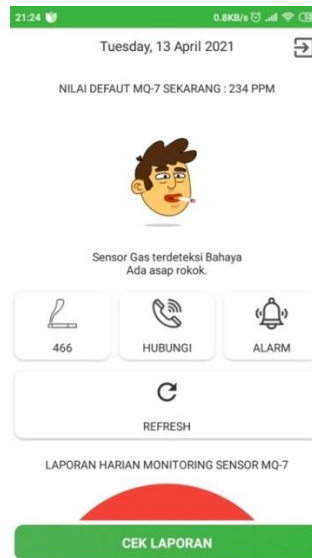 21:24 0.8KB/s 33
Tuesday, 13 April 2021
NILAI DEFAUT MQ-7 SEKARANG : 234 PPM
Sensor Gas terdeteksi Bahaya
Ada asap rokok.
466 HUBUNGI ALARM
REFRESH
LAPORAN HARIAN MONITORING SENSOR MQ-7
CEK LAPORAN